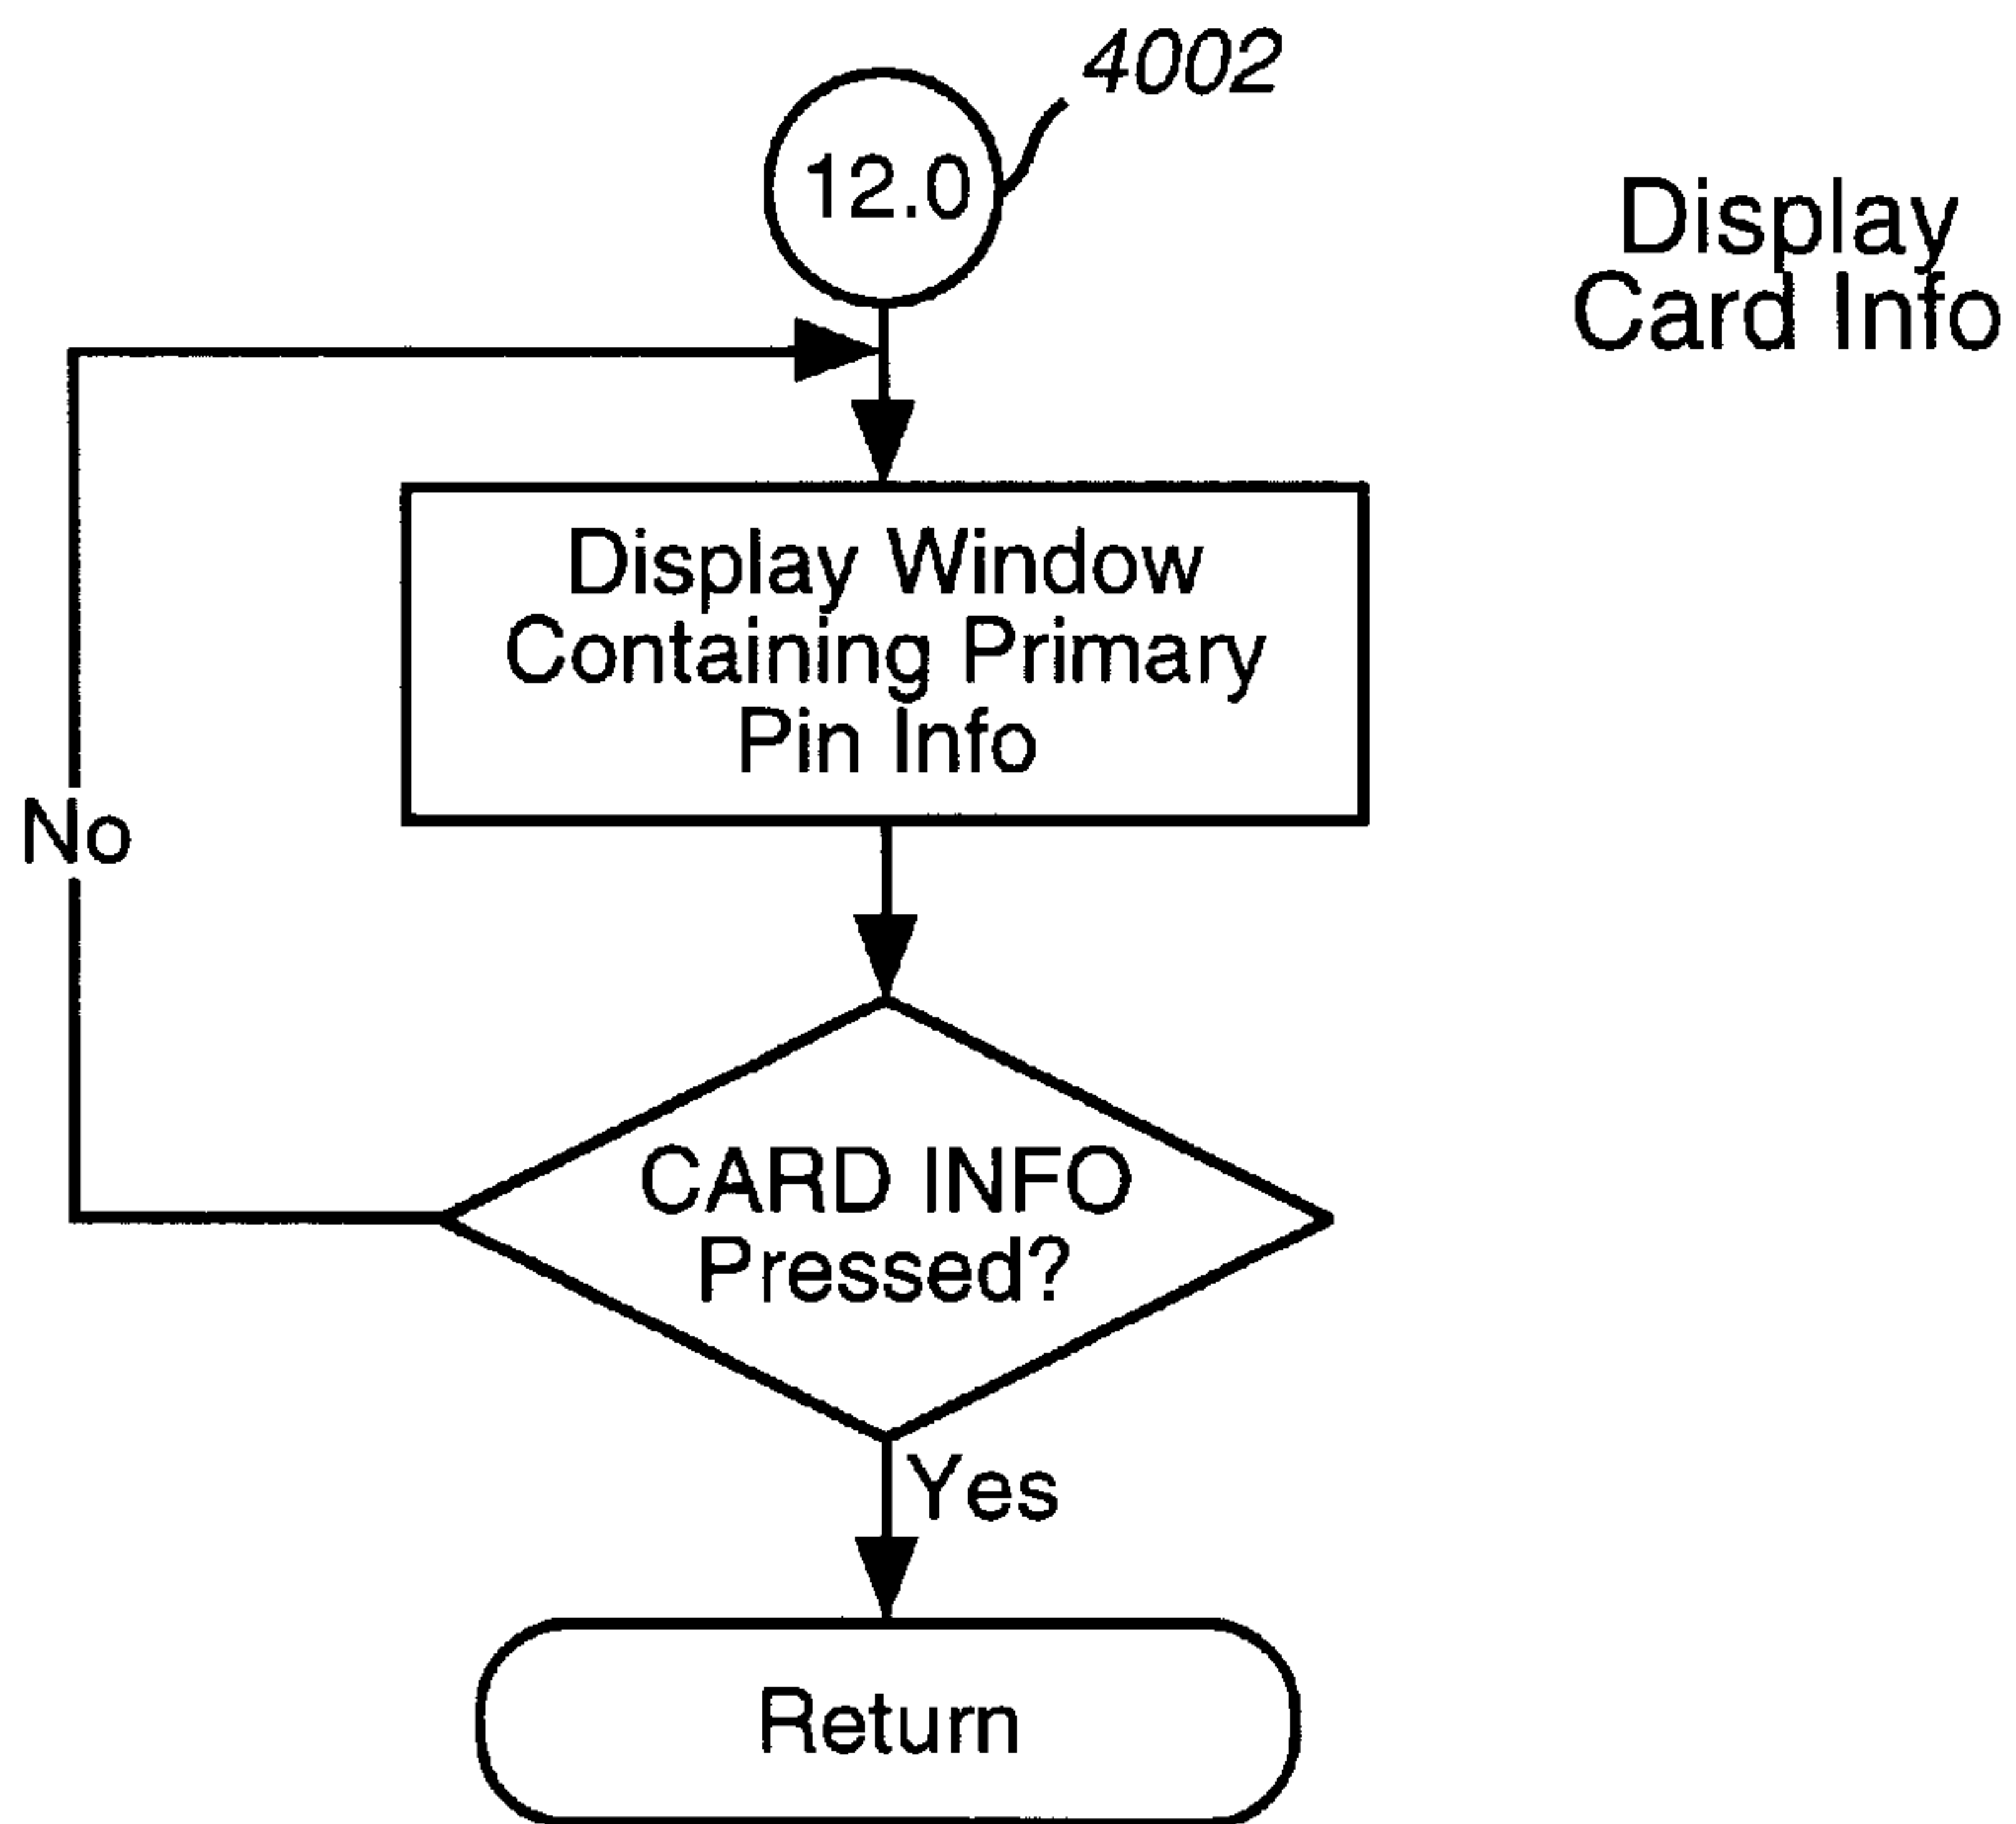 4002
12.0
Display
Card Info
Display Window
Containing Primary
Pin Info
No
CARD INFO
Pressed?
Yes
Return